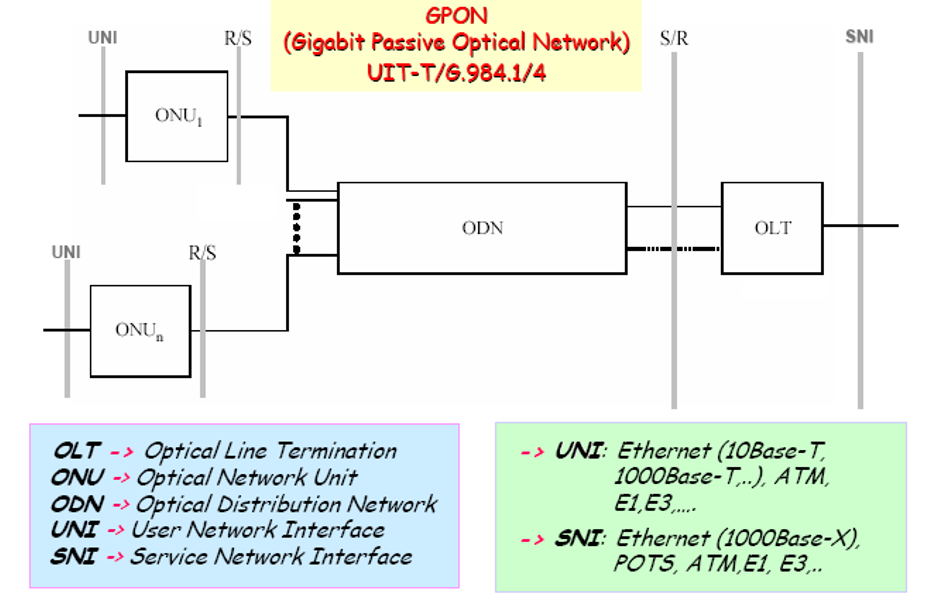 GPON
(Gigabit Passive Optical Network)
UIT-T/G.984.1/4
UNI
R/S
S/R
SNI
ONU1
ODN
OLT
UNI
R/S
ONUn
OLT -> Optical Line Termination
ONU -> Optical Network Unit
ODN -> Optical Distribution Network
UNI -> User Network Interface
SNI -> Service Network Interface
-> UNI: Ethernet (10Base-T,
1000Base-T,..), ATM,
E1,E3,....
-> SNI: Ethernet (1000Base-X),
POTS, ATM,E1, E3,..